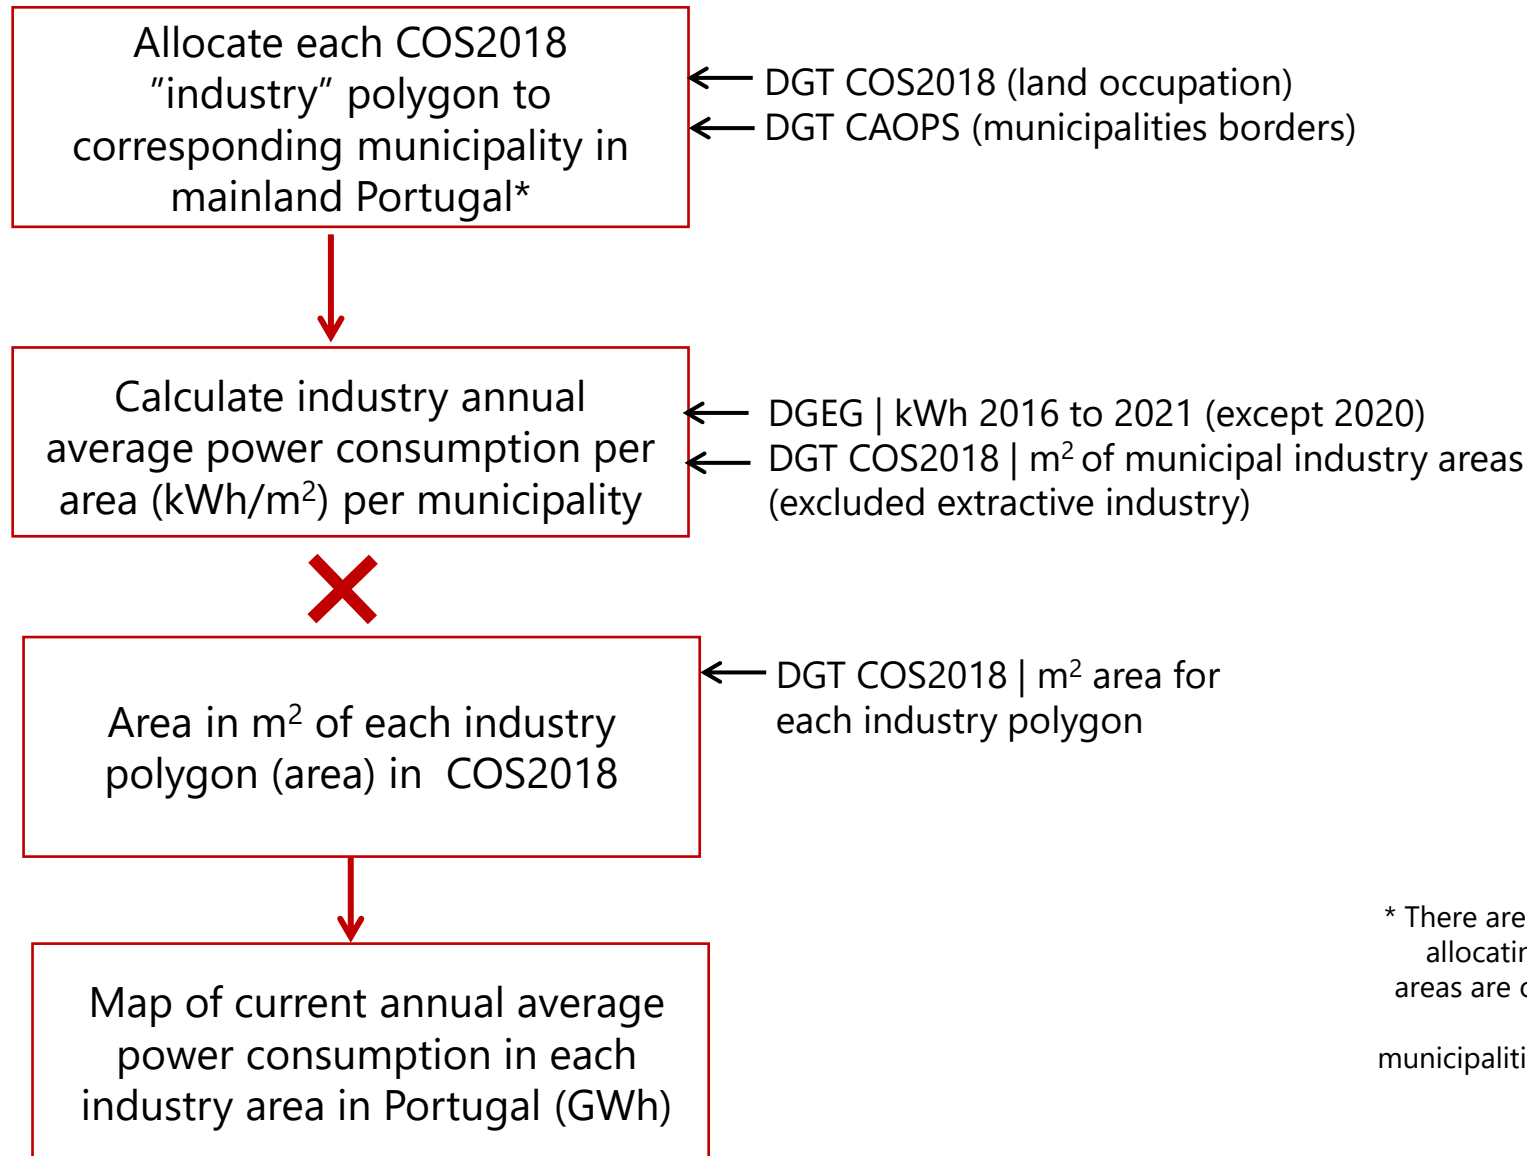 Allocate each COS2018
"industry" polygon to
corresponding municipality in
mainland Portugal*
DGT COS2018 (land occupation)
DGT CAOPS (municipalities borders)
Calculate industry annual
average power consumption per
area (kWh/m²) per municipality
DGEG | kWh 2016 to 2021 (except 2020)
DGT COS2018 | m² of municipal industry areas
(excluded extractive industry)
Area in m² of each industry
polygon (area) in COS2018
DGT COS2018 | m² area for
each industry polygon
Map of current annual average
power consumption in each
industry area in Portugal (GWh)
* There are
areas are